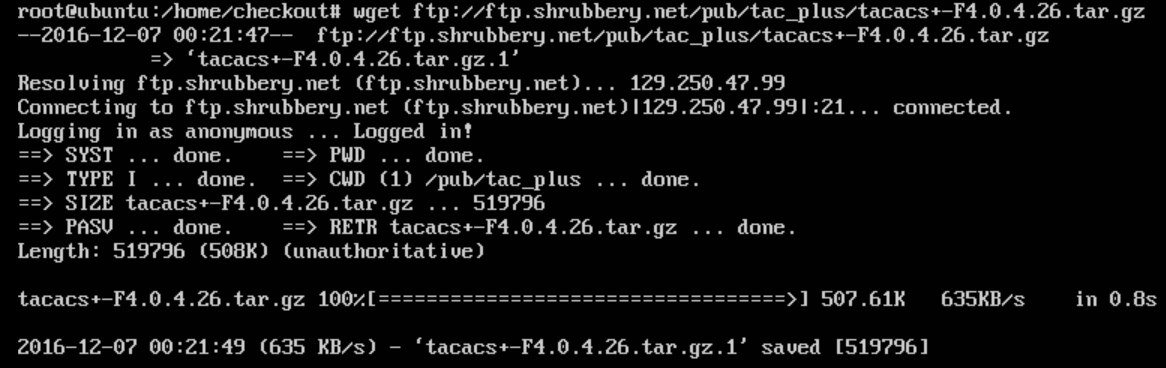 root@ubuntu:/home/checkout# wget ftp://ftp.shrubbery.net/pub/tac_plus/tacacs+-F4.0.4.26.tar.gz
--2016-12-07 00:21:47--  ftp://ftp.shrubbery.net/pub/tac_plus/tacacs+-F4.0.4.26.tar.gz
           => ‘tacacs+-F4.0.4.26.tar.gz.1’
Resolving ftp.shrubbery.net (ftp.shrubbery.net)... 129.250.47.99
Connecting to ftp.shrubbery.net (ftp.shrubbery.net)|129.250.47.99|:21... connected.
Logging in as anonymous ... Logged in!
==> SYST ... done.    ==> PWD ... done.
==> TYPE I ... done.  ==> CWD (1) /pub/tac_plus ... done.
==> SIZE tacacs+-F4.0.4.26.tar.gz ... 519796
==> PASV ... done.    ==> RETR tacacs+-F4.0.4.26.tar.gz ... done.
Length: 519796 (508K) (unauthoritative)
tacacs+-F4.0.4.26.tar.gz 100%[==================================>] 507.61K   635KB/s    in 0.8s
2016-12-07 00:21:49 (635 KB/s) - ‘tacacs+-F4.0.4.26.tar.gz.1’ saved [519796]